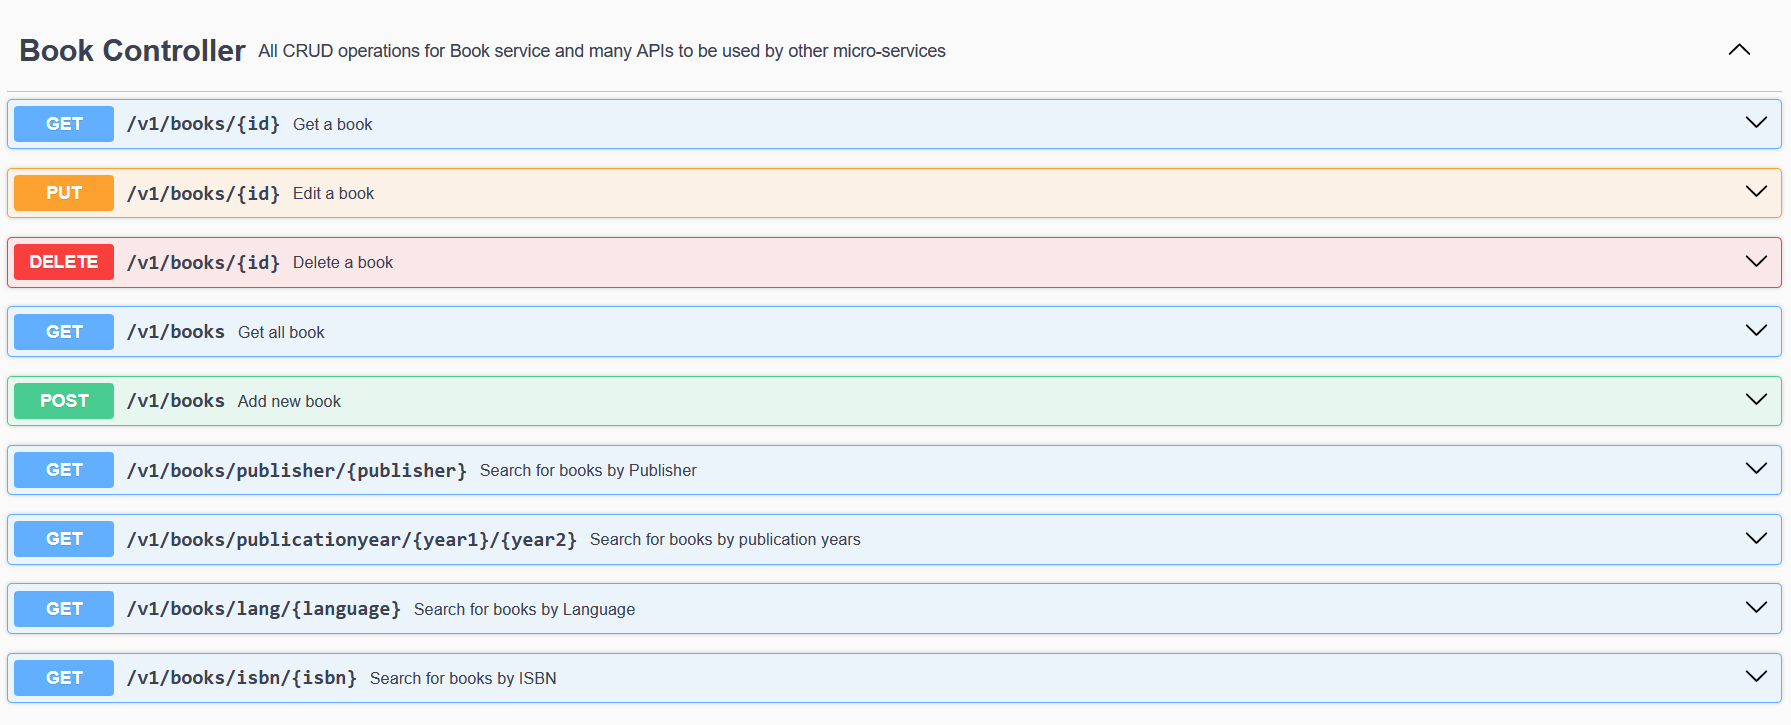 Book Controller All CRUD operations for Book service and many APIs to be used by other micro-services
GET /v1/books/{id} Get a book
PUT /v1/books/{id} Edit a book
DELETE /v1/books/{id} Delete a book
GET /v1/books Get all book
POST /v1/books Add new book
GET /v1/books/publisher/{publisher} Search for books by Publisher
GET /v1/books/publicationyear/{year1}/{year2} Search for books by publication years
GET /v1/books/lang/{language} Search for books by Language
GET /v1/books/isbn/{isbn} Search for books by ISBN